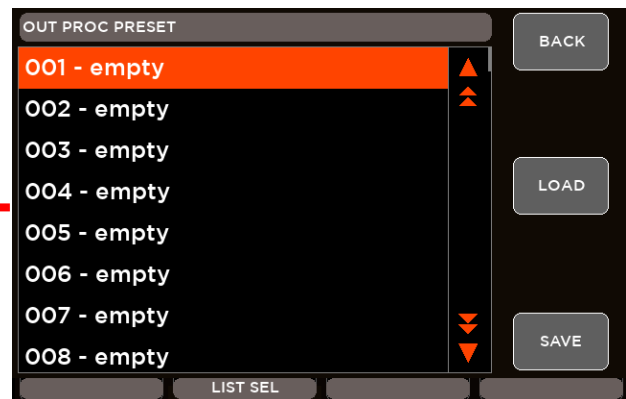 OUT PROC PRESET
BACK
001 - empty
002 - empty
003 - empty
004 - empty
LOAD
005 - empty
006 - empty
007 - empty
SAVE
008 - empty
LIST SEL